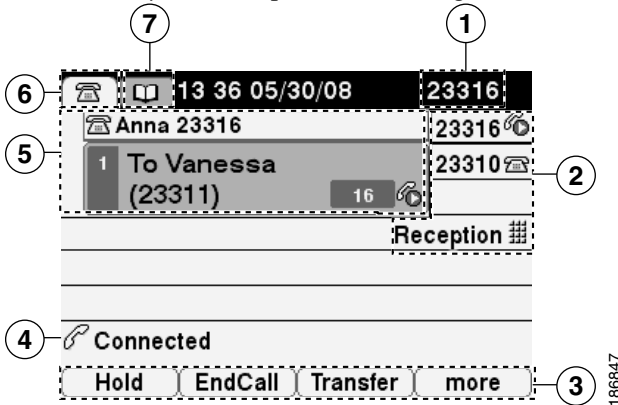 7
1
6
13 36 05/30/08
23316
Anna 23316
23316
5
1 To Vanessa
23310
2
(23311)
16
Reception
4
Connected
Hold EndCall Transfer more
3
186847